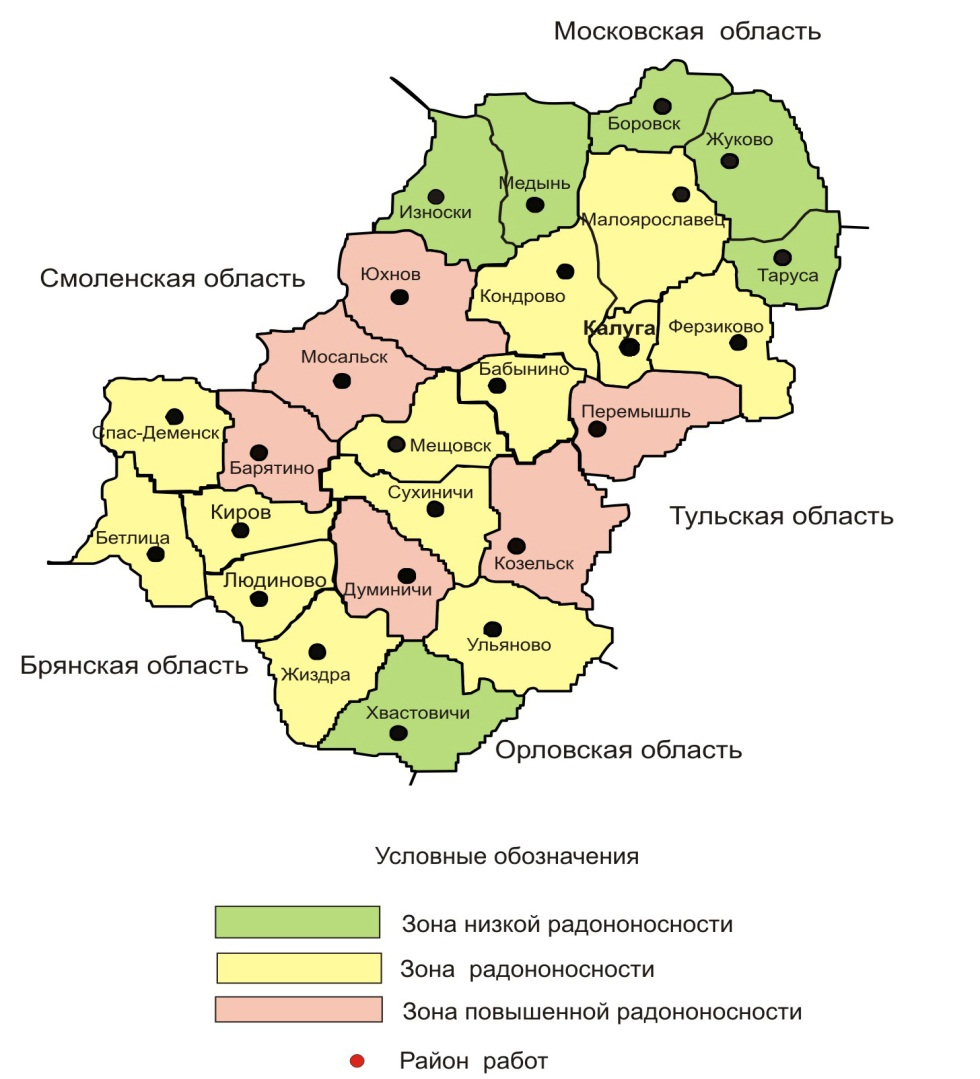 Московская область
Боровск
Жуково
Медынь
Износки
Малоярославец
Таруса
Смоленская область
Юхнов
Кондрово
Калуга
Ферзиково
Мосальск
Бабынино
Перемышль
Спас-Деменск
Мещовск
Барятино
Сухиничи
Киров
Тульская область
Бетлица
Козельск
Людиново
Думиничи
Ульяново
Брянская область
Жиздра
Хвастовичи
Орловская область
Условные обозначения
Зона низкой радононосности
Зона радононосности
Зона повышенной радононосности
Район работ